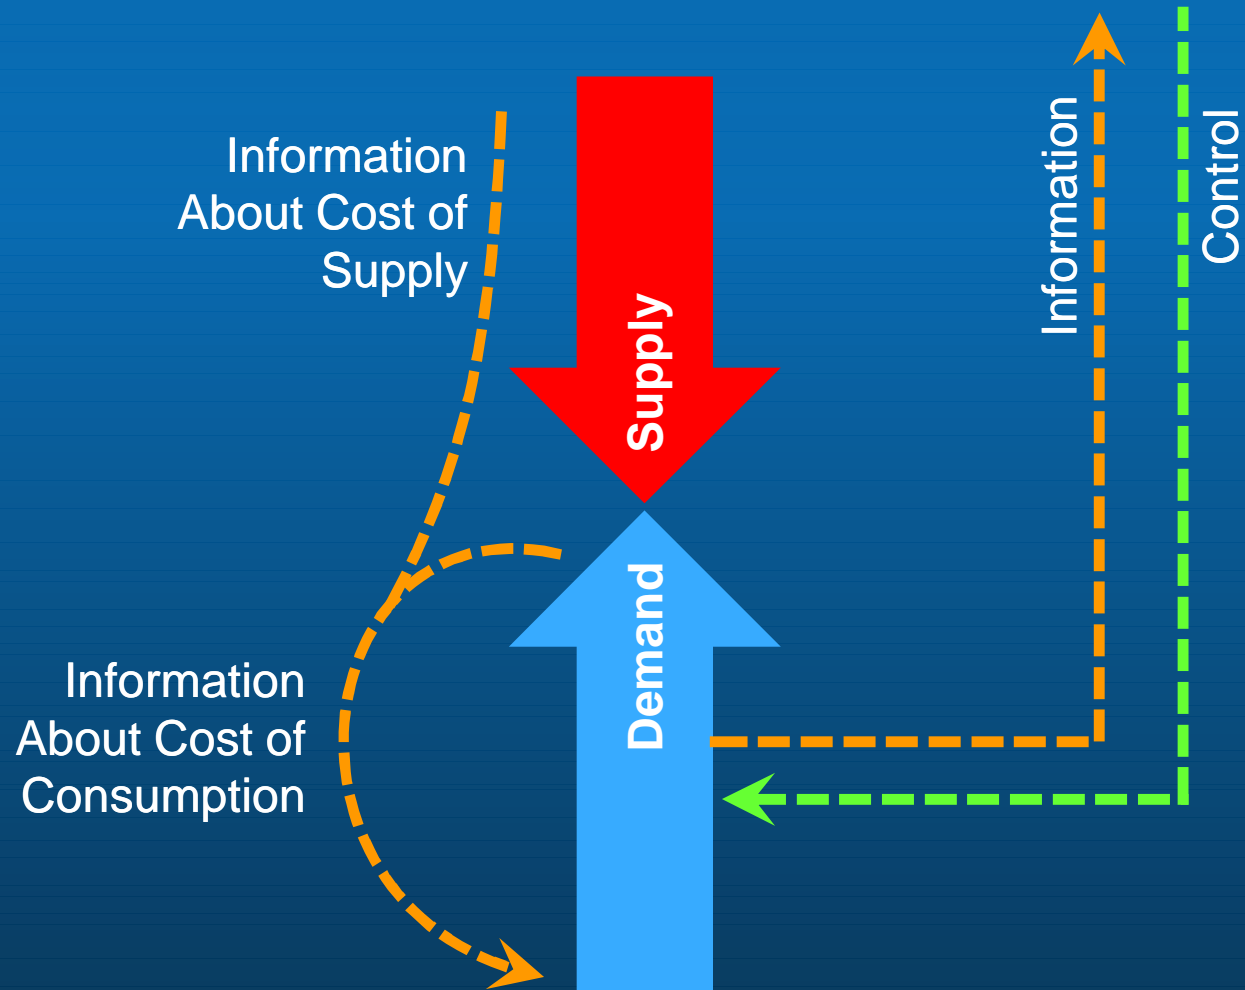 Information
About Cost of
Supply
Supply
Information
Control
Demand
Information
About Cost of
Consumption